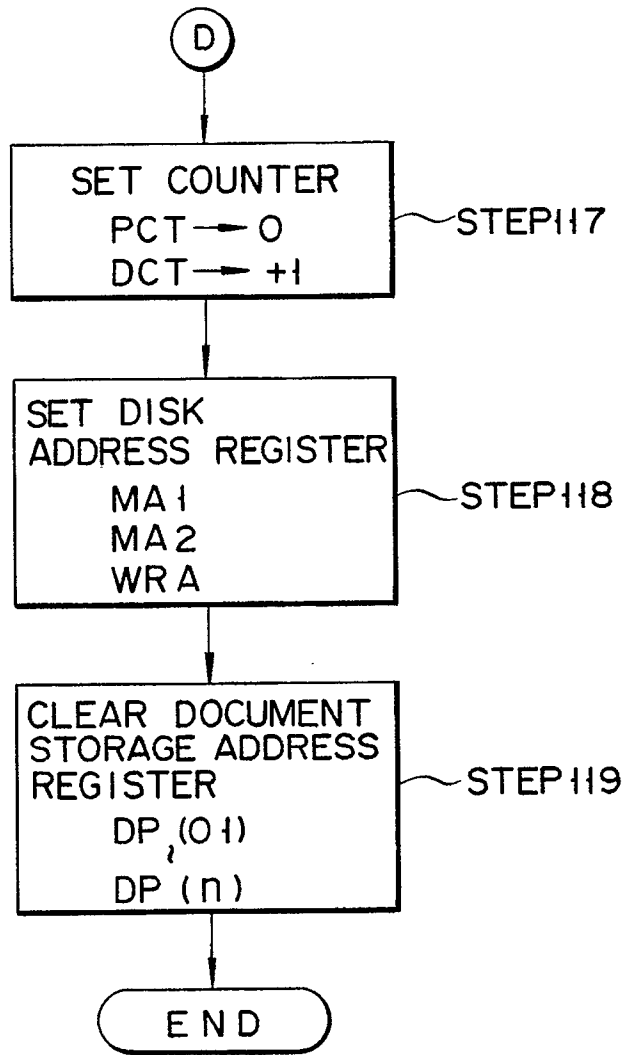 D
SET COUNTER
PCT → 0
DCT → +1
STEP117
SET DISK
ADDRESS REGISTER
MA1
MA2
WRA
STEP118
CLEAR DOCUMENT
STORAGE ADDRESS
REGISTER
DP (01)
~
DP (n)
STEP119
END